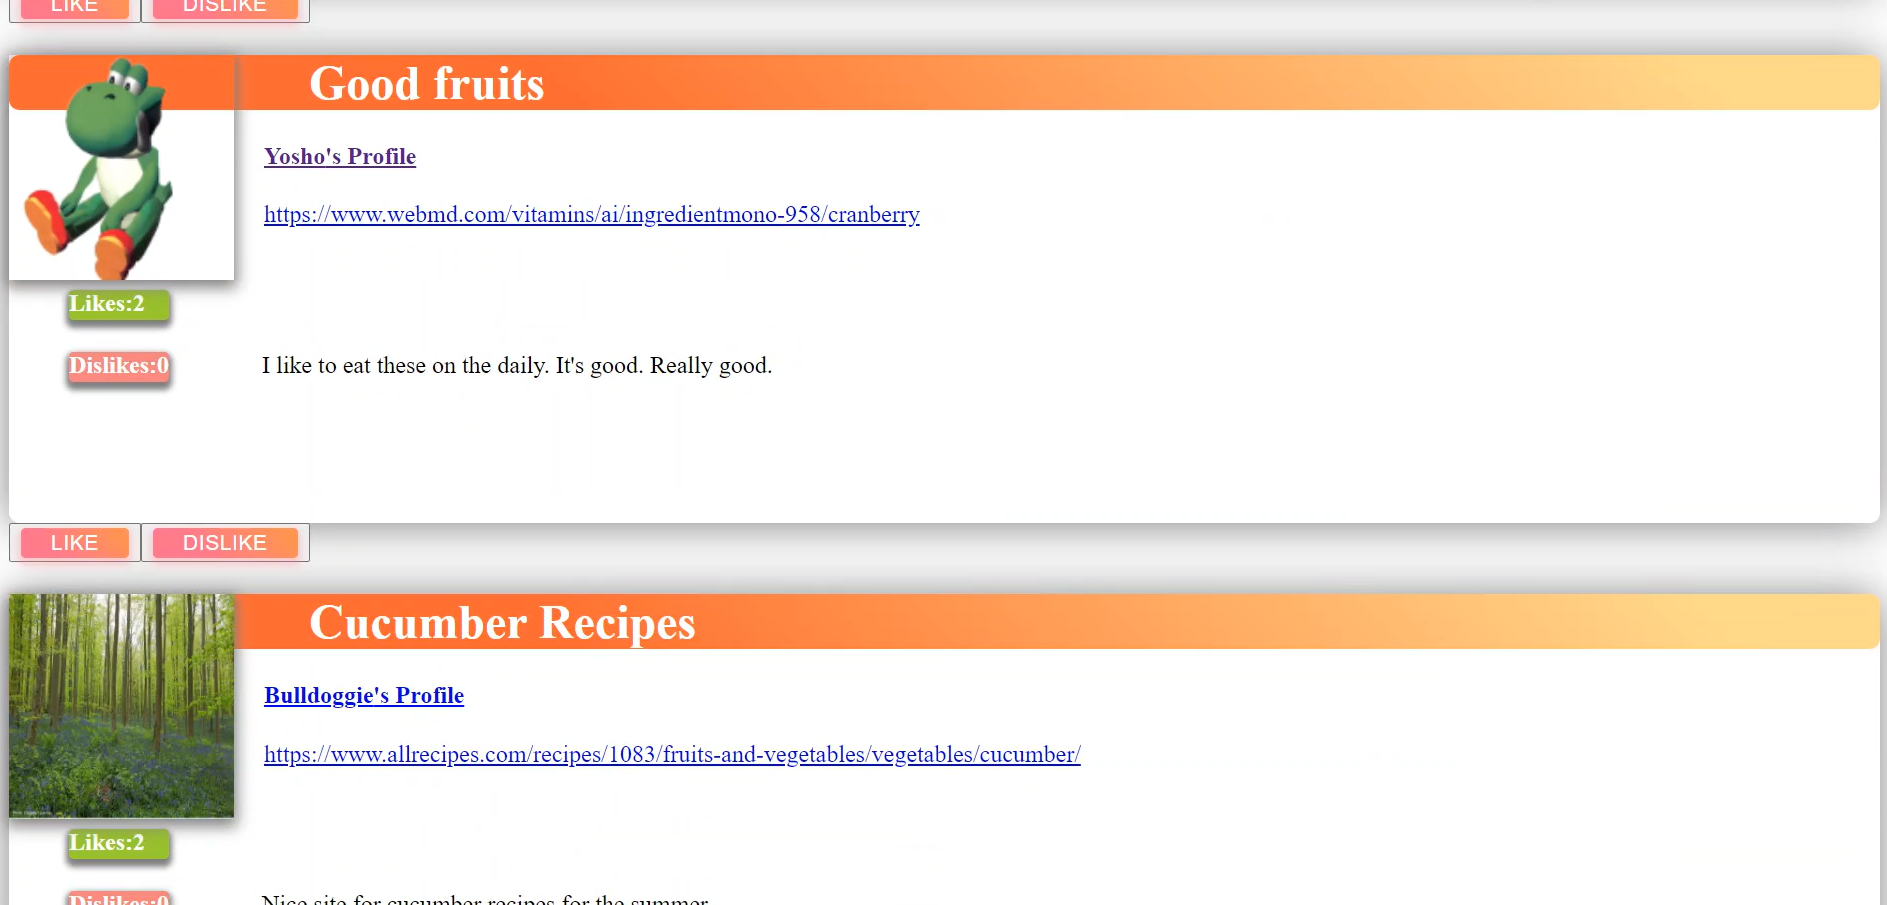 LIKE DISLIKE
Good fruits
Yosho's Profile
https://www.webmd.com/vitamins/ai/ingredientmono-958/cranberry
Likes:2
Dislikes:0
I like to eat these on the daily. It's good. Really good.
LIKE DISLIKE
Cucumber Recipes
Bulldoggie's Profile
https://www.allrecipes.com/recipes/1083/fruits-and-vegetables/vegetables/cucumber/
Likes:2
Dislikes:0
Nice site for cucumber recipes for the summer